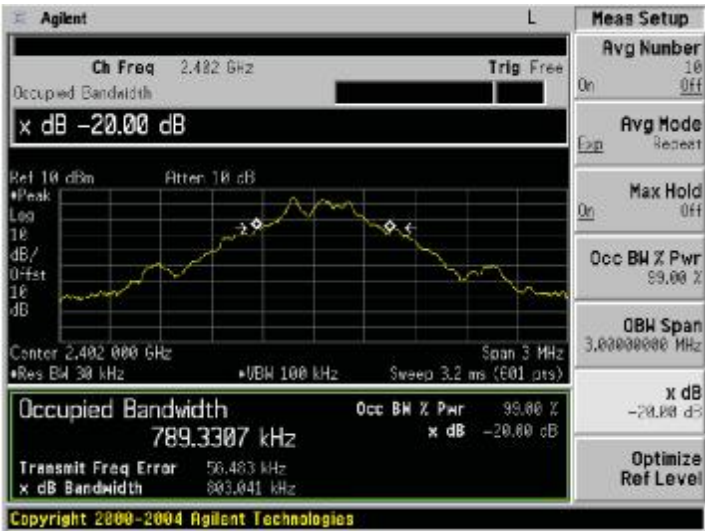 Agilent L Meas Setup
Ch Freq 2.402 GHz Trig Free
Occupied Bandwidth
x dB -20.00 dB
Ref 10 dBm Atten 10 dB
Peak
Log
10
dB/
Offst
10
dB
Center 2.402 000 GHz Span 3 MHz
Res BW 30 kHz VBW 100 kHz Sweep 3.2 ms (601 pts)
Occupied Bandwidth Occ BW % Pwr 99.00 %
789.3307 kHz x dB -20.00 dB
Transmit Freq Error 56.483 kHz
x dB Bandwidth 803.041 kHz
Copyright 2000-2004 Agilent Technologies
Avg Number
10
On Off
Avg Mode
Exp Repeat
Max Hold
On Off
Occ BW % Pwr
99.00 %
OBW Span
3.00000000 MHz
x dB
-20.00 dB
Optimize
Ref Level